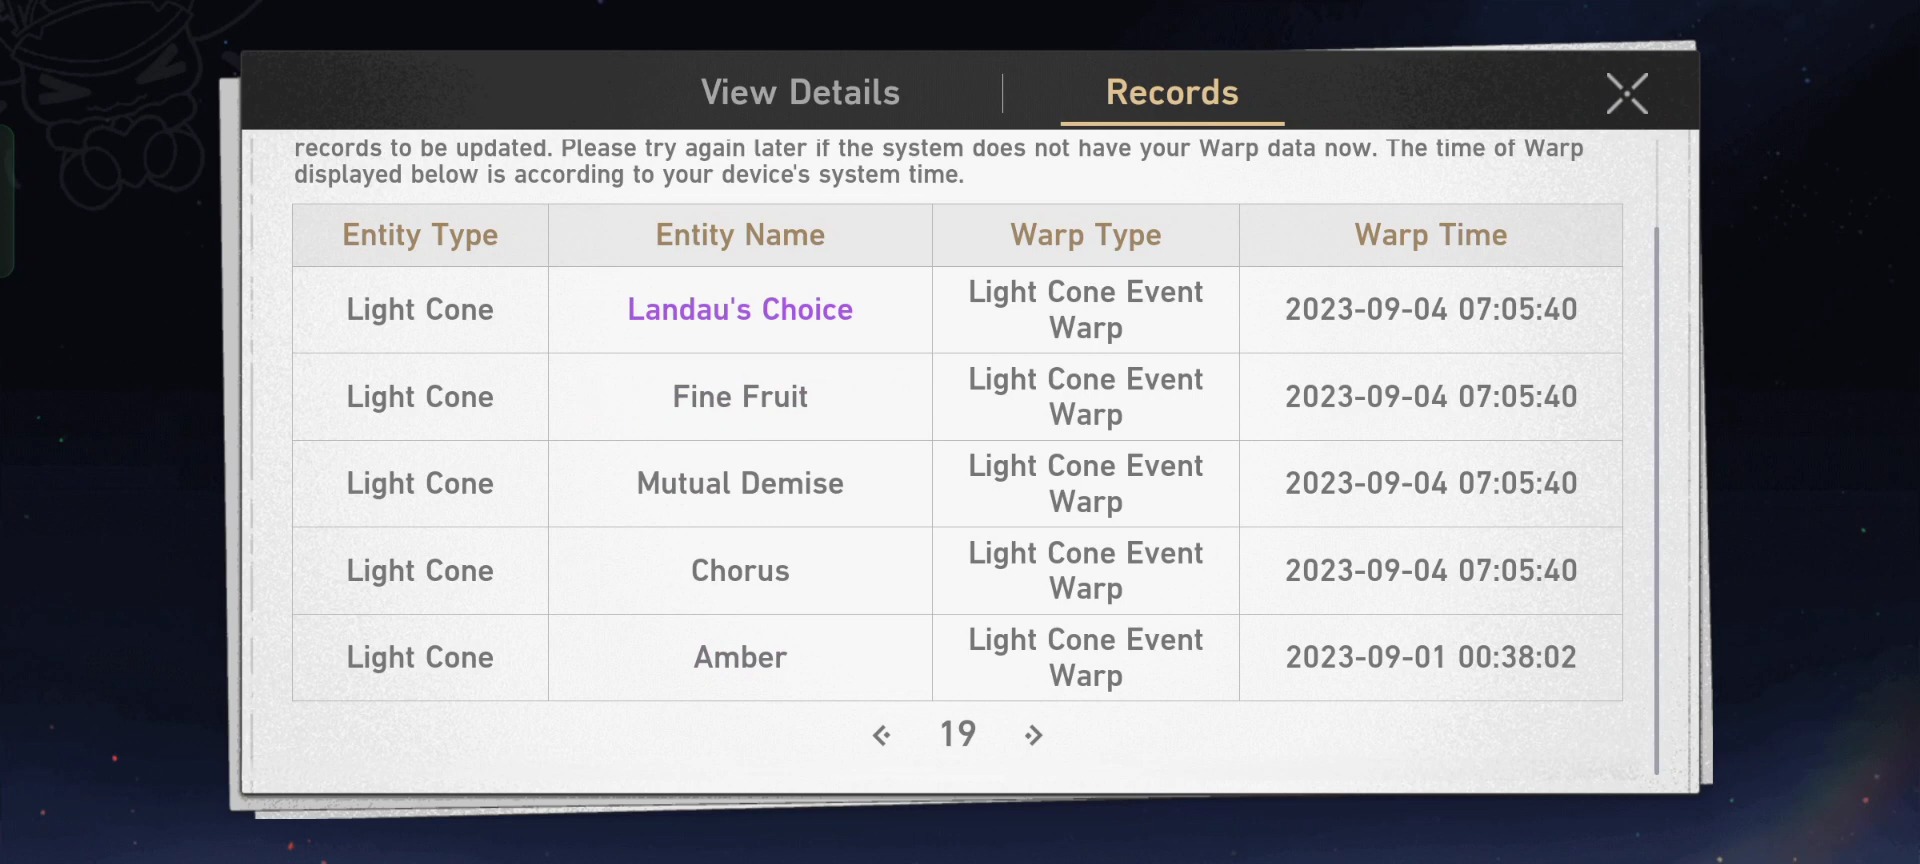 View Details
Records
records to be updated. Please try again later if the system does not have your Warp data now. The time of Warp
displayed below is according to your device's system time.
Entity Type Entity Name Warp Type Warp Time
Light Cone Landau's Choice Light Cone Event Warp 2023-09-04 07:05:40
Light Cone Fine Fruit Light Cone Event Warp 2023-09-04 07:05:40
Light Cone Mutual Demise Light Cone Event Warp 2023-09-04 07:05:40
Light Cone Chorus Light Cone Event Warp 2023-09-04 07:05:40
Light Cone Amber Light Cone Event Warp 2023-09-01 00:38:02
19